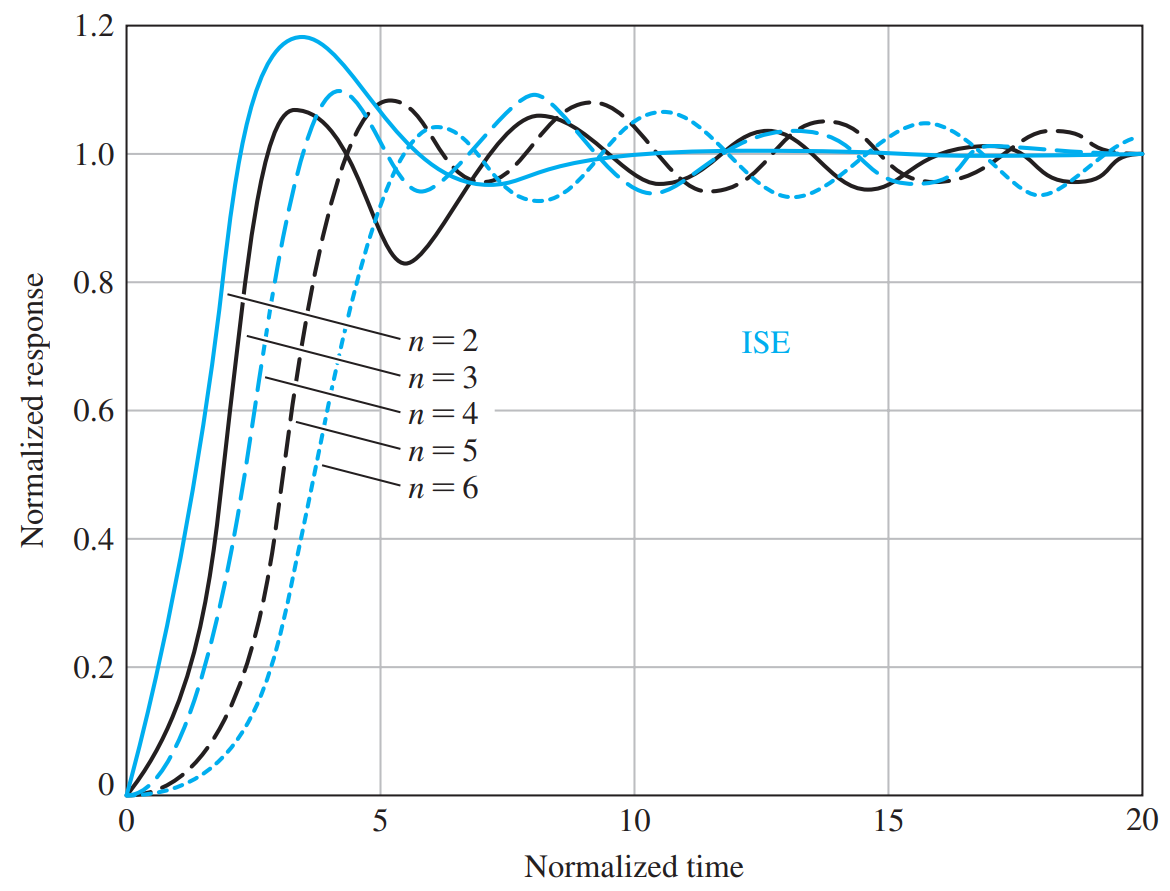 1.2
1.0
0.8
0.6
0.4
0.2
0
Normalized response
n = 2
n = 3
n = 4
n = 5
n = 6
ISE
0 5 10 15 20
Normalized time